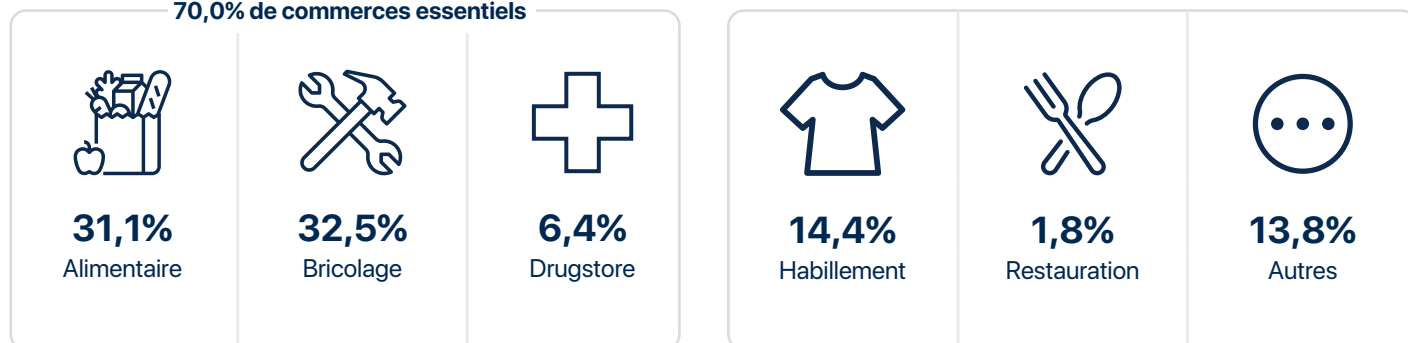 70,0% de commerces essentiels
31,1%
Alimentaire
32,5%
Bricolage
6,4%
Drugstore
14,4%
Habillement
1,8%
Restauration
13,8%
Autres